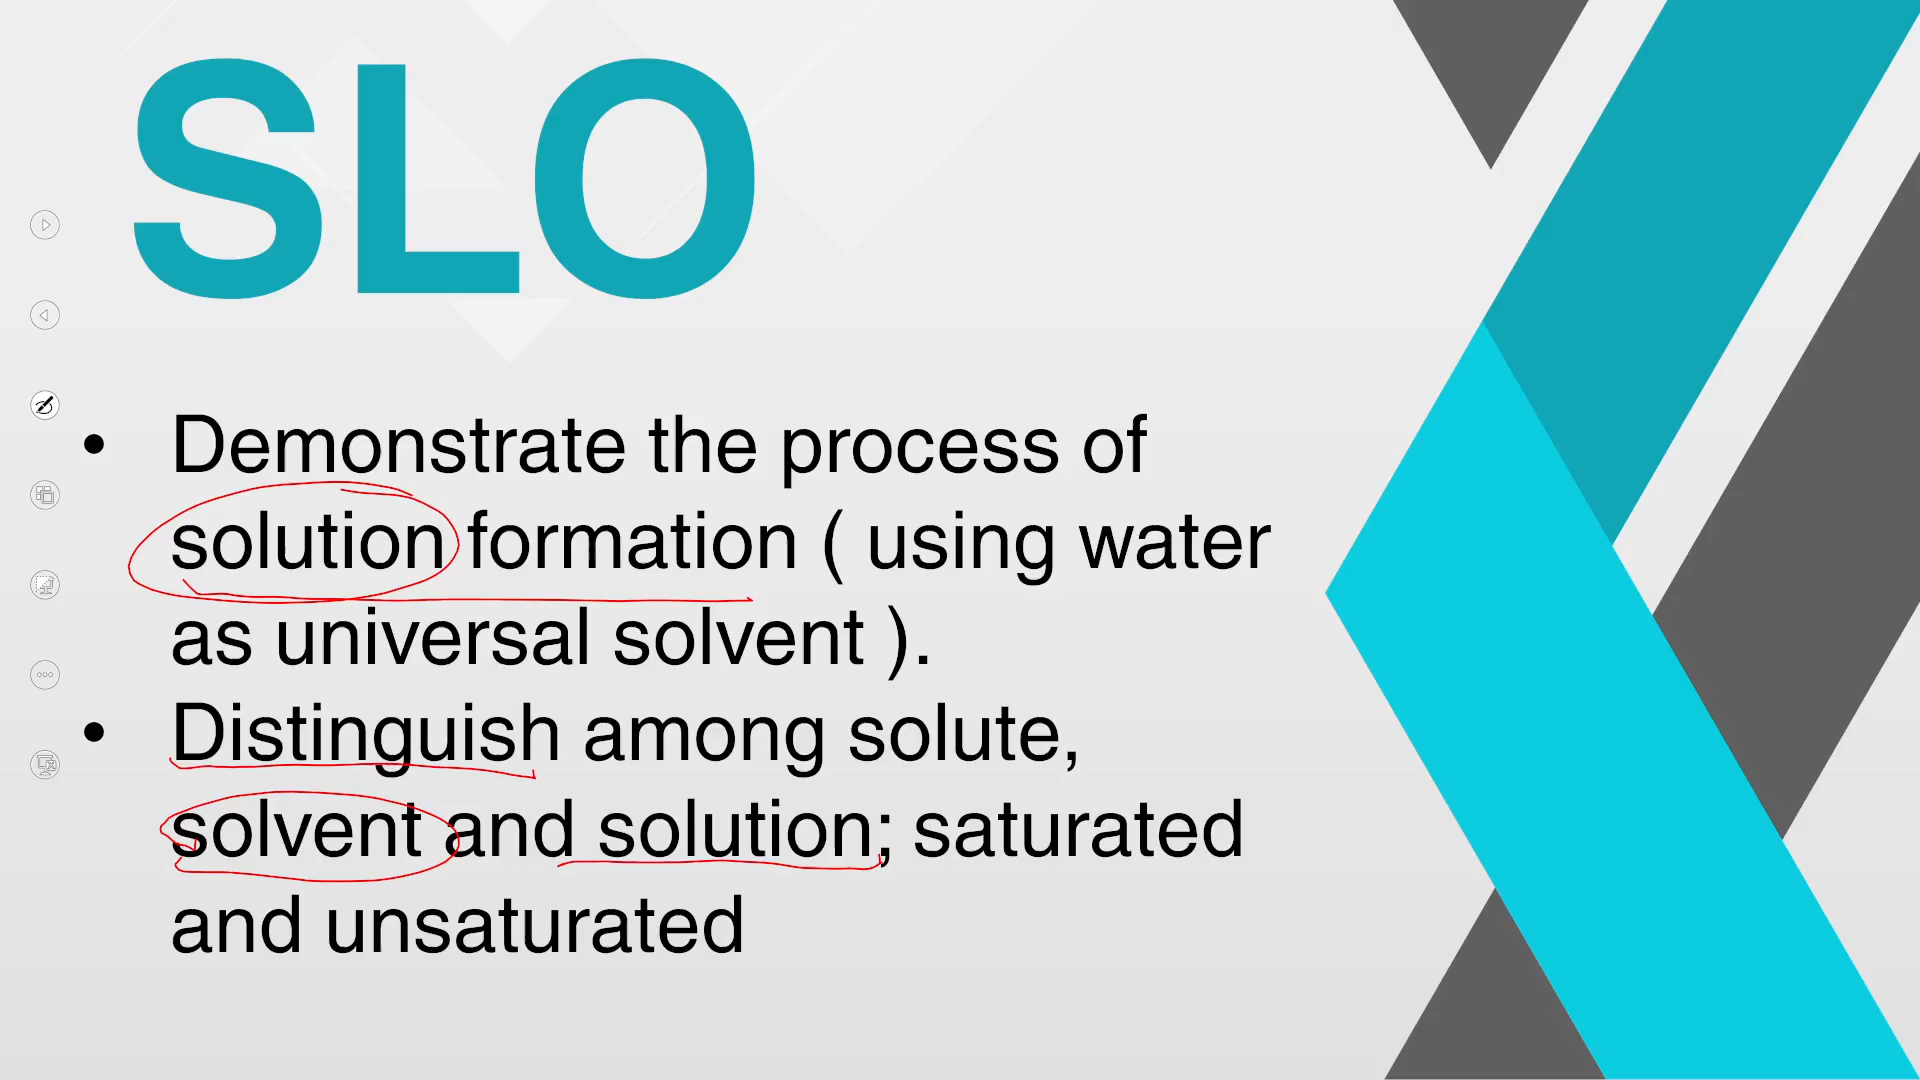 SLO
• Demonstrate the process of
solution formation ( using water
as universal solvent ).
• Distinguish among solute,
solvent and solution; saturated
and unsaturated